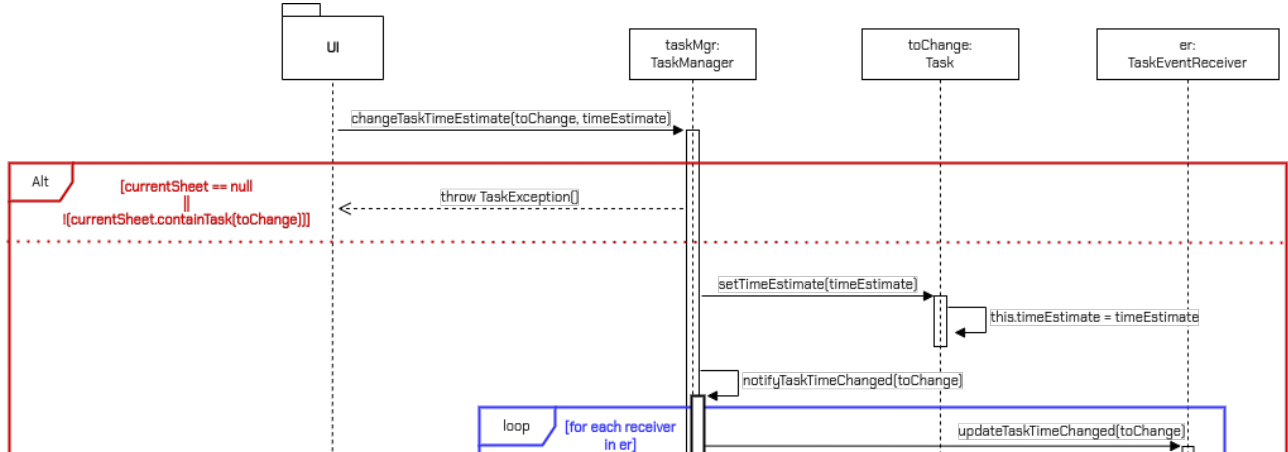 UI
taskMgr:
TaskManager
toChange:
Task
er:
TaskEventReceiver
changeTaskTimeEstimate(toChange, timeEstimate)
Alt
[currentSheet == null
||
!(currentSheet.containTask(toChange))]
throw TaskException()
setTimeEstimate(timeEstimate)
this.timeEstimate = timeEstimate
notifyTaskTimeChanged(toChange)
loop
[for each receiver
in er]
updateTaskTimeChanged(toChange)